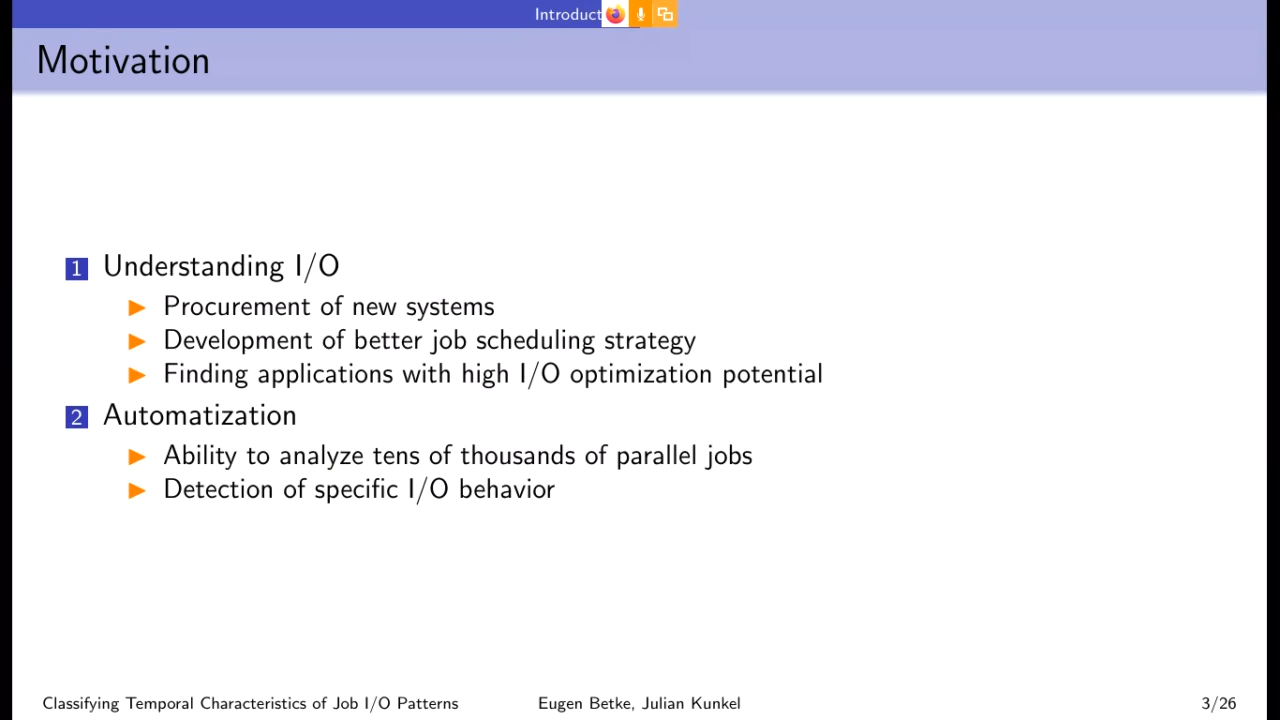 Introduct
Motivation
1 Understanding I/O
Procurement of new systems
Development of better job scheduling strategy
Finding applications with high I/O optimization potential
2 Automatization
Ability to analyze tens of thousands of parallel jobs
Detection of specific I/O behavior
Classifying Temporal Characteristics of Job I/O Patterns Eugen Betke, Julian Kunkel 3/26